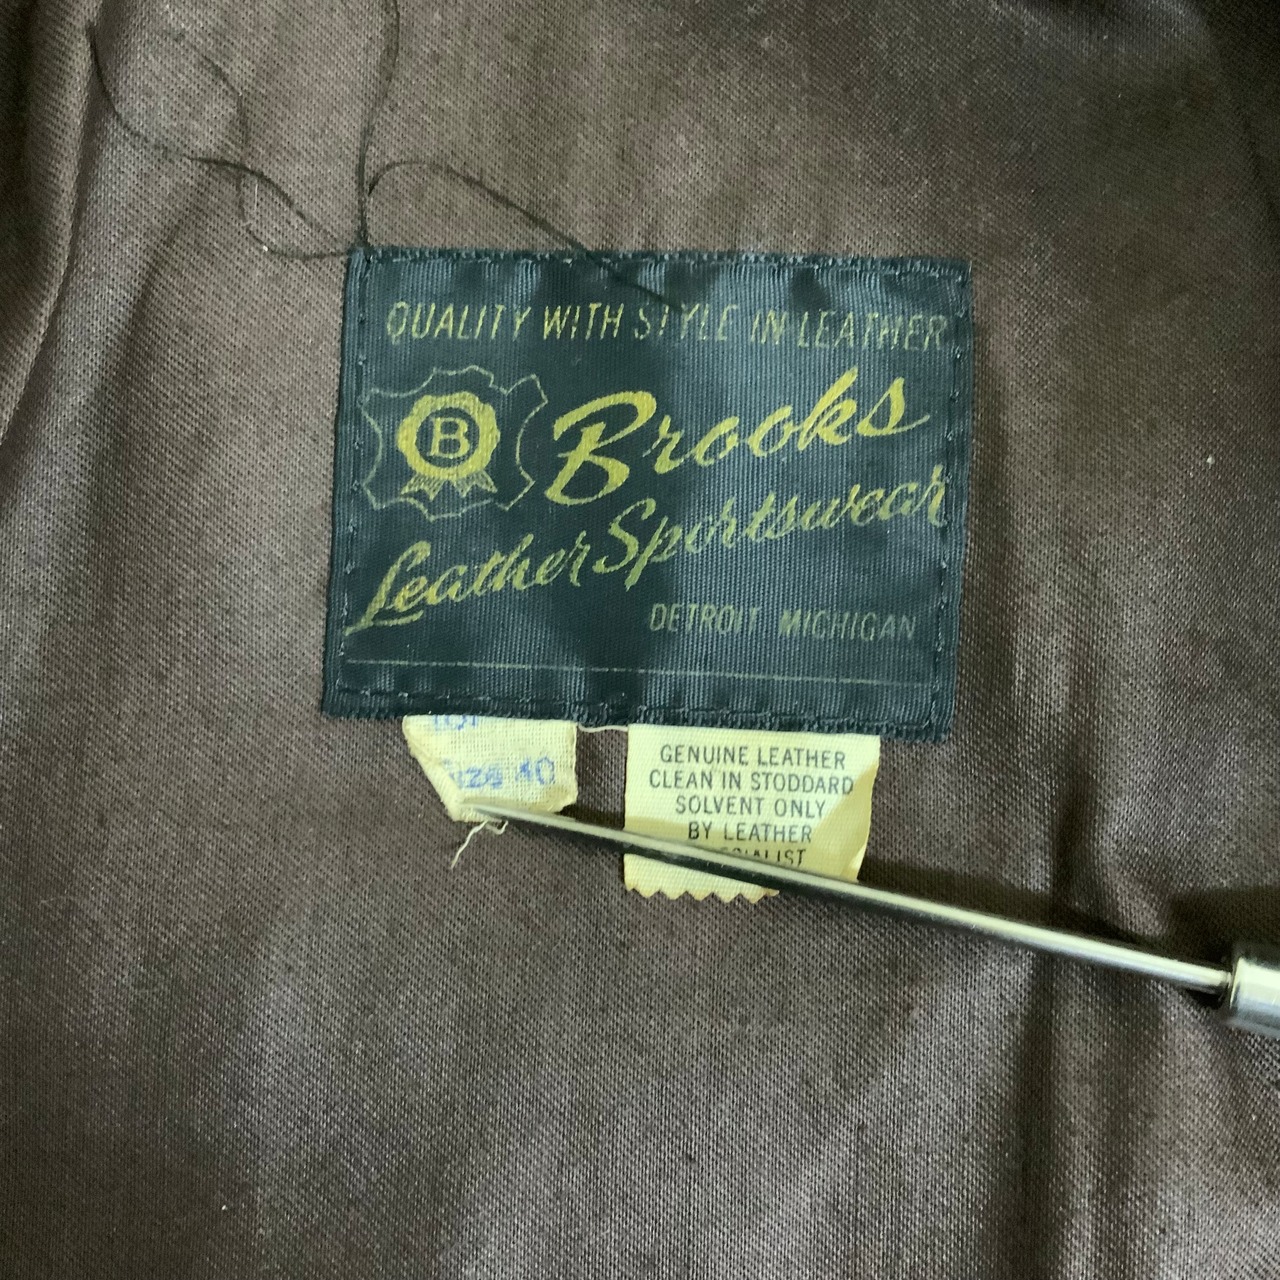 QUALITY WITH STYLE IN LEATHER
B
Brooks
Leather Sportswear
DETROIT MICHIGAN
Size 40
GENUINE LEATHER
CLEAN IN STODDARD
SOLVENT ONLY
BY LEATHER